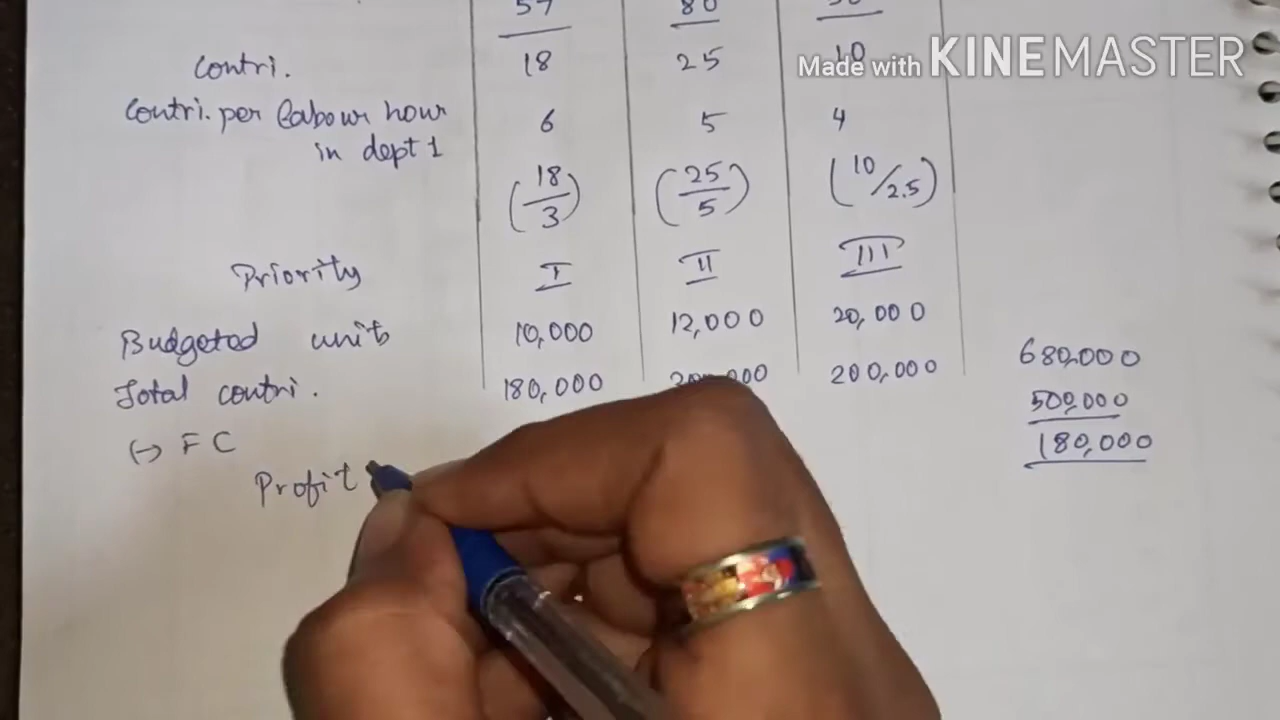 57 80
Contri. 18 25 10
Made with KINEMASTER
Contri. per labour hour 6 5 4
in dept 1
(18/3) (25/5) (10/2.5)
Priority I II III
Budgeted unit 10,000 12,000 20,000
680,000
Total contri. 180,000 200,000
500,000
(-) FC 180,000
Profit